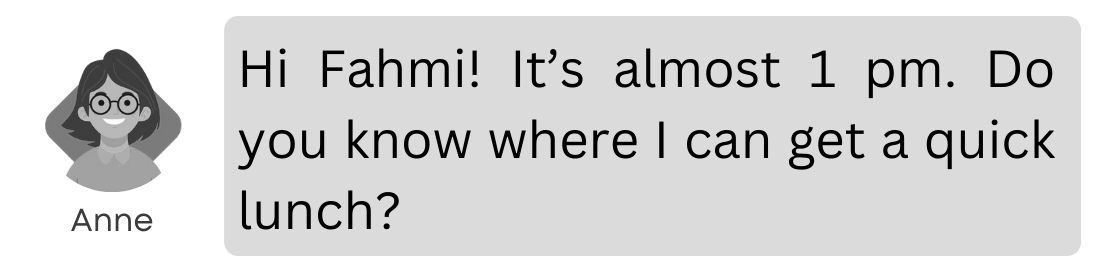 Hi Fahmi! It’s almost 1 pm. Do
you know where I can get a quick
lunch?
Anne